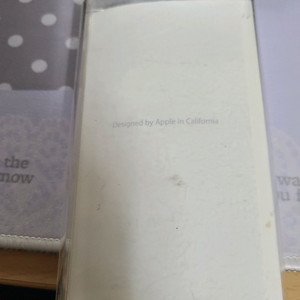 Designed by Apple in California
the
now
wa
u